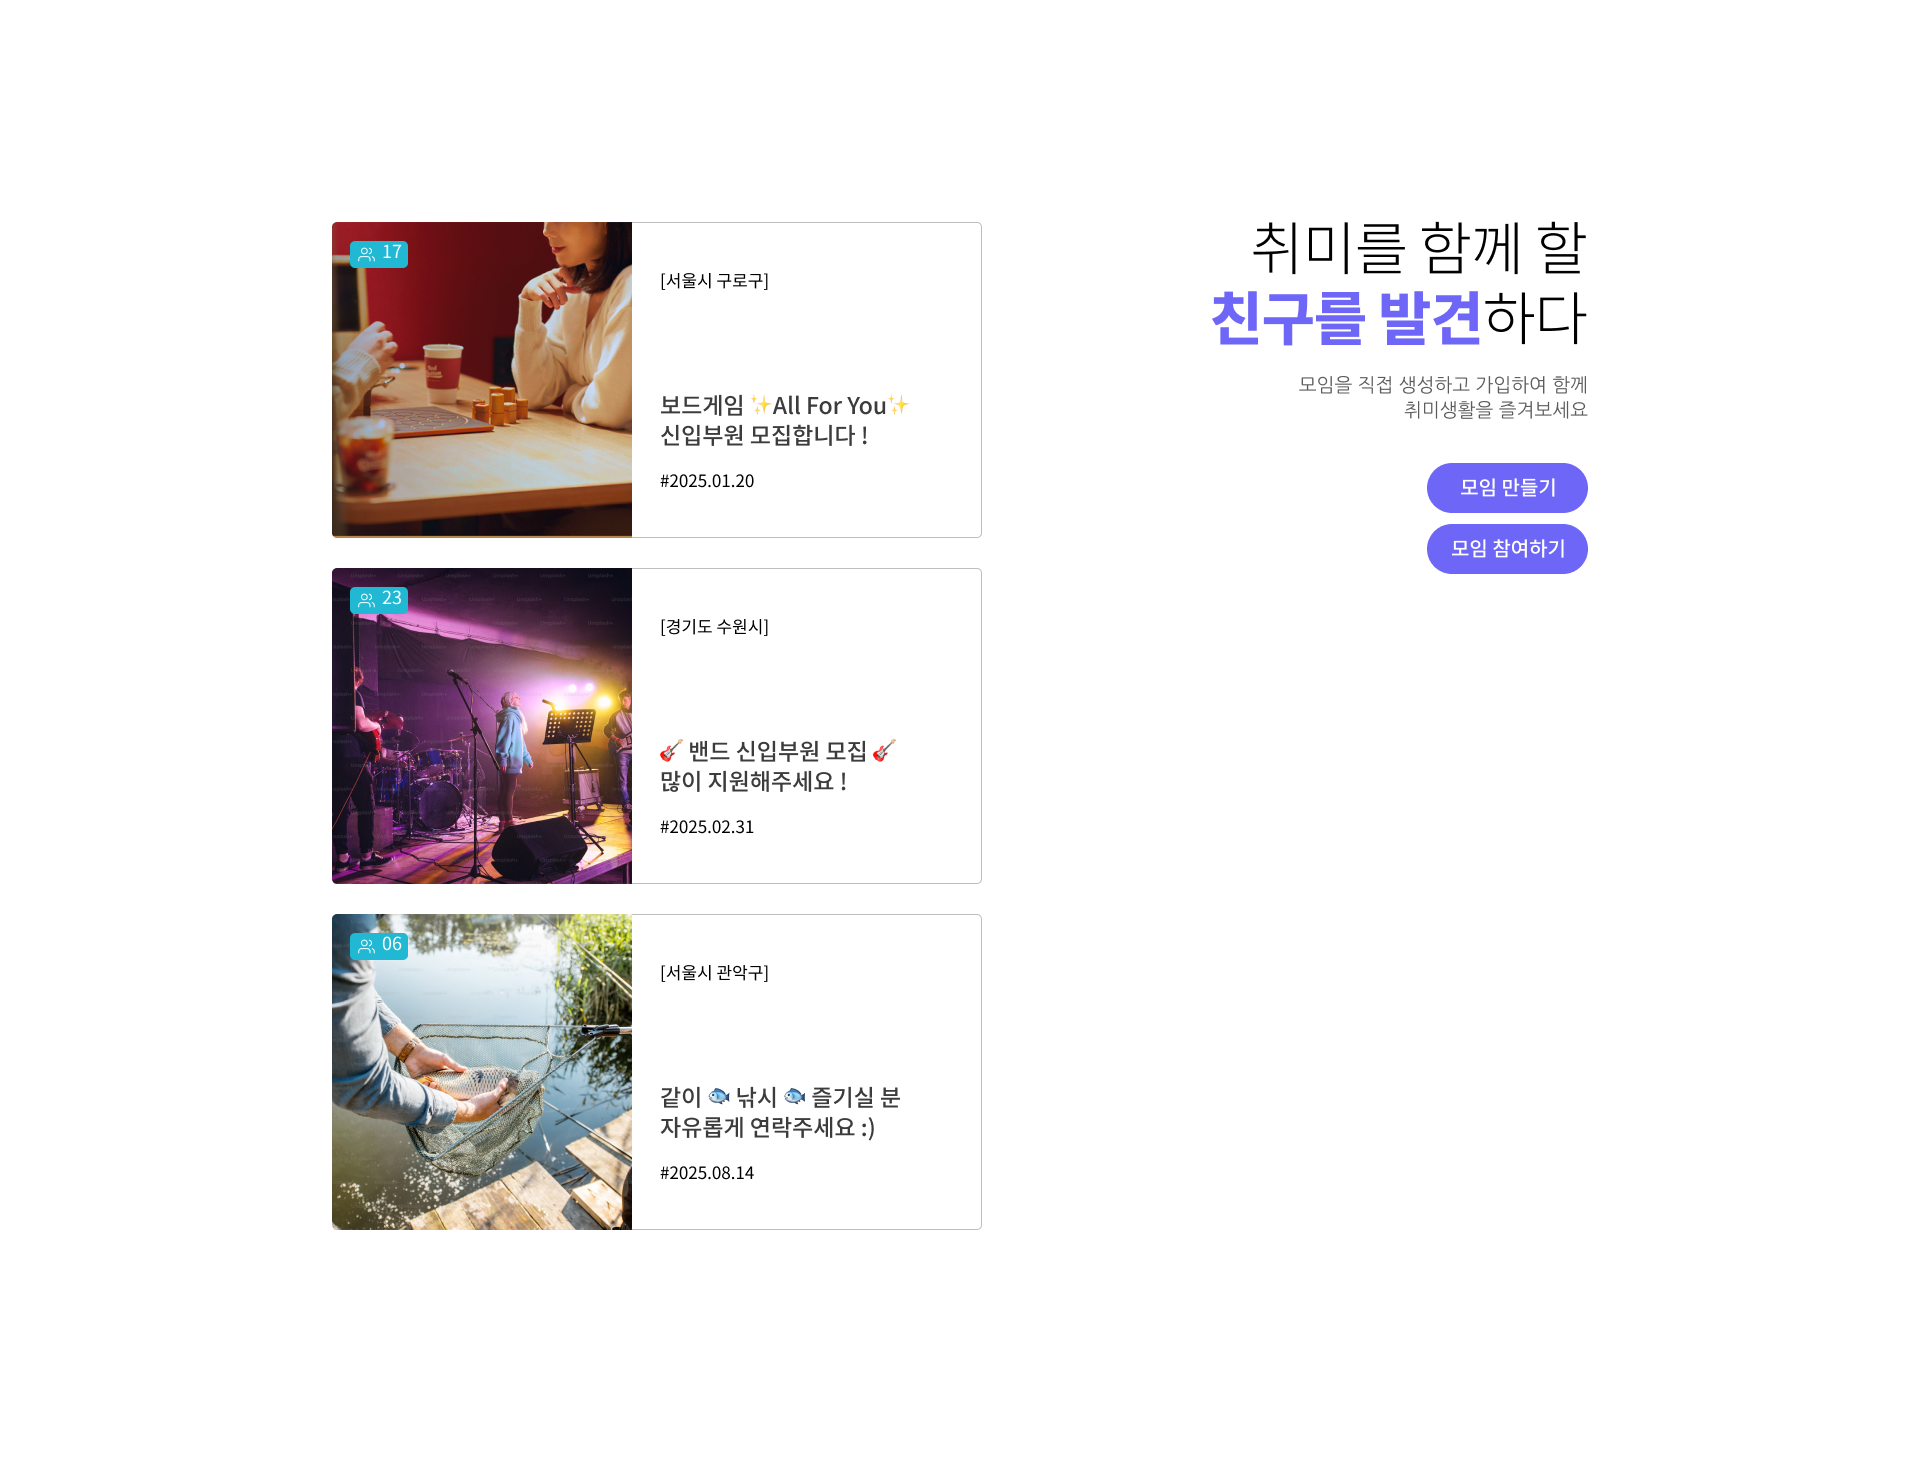 17
[서울시 구로구]
보드게임 ✨All For You✨
신입부원 모집합니다 !
#2025.01.20
23
[경기도 수원시]
🎸 밴드 신입부원 모집 🎸
많이 지원해주세요 !
#2025.02.31
06
[서울시 관악구]
같이 🐟 낚시 🐟 즐기실 분
자유롭게 연락주세요 :)
#2025.08.14
취미를 함께 할
친구를 발견하다
모임을 직접 생성하고 가입하여 함께
취미생활을 즐겨보세요
모임 만들기
모임 참여하기